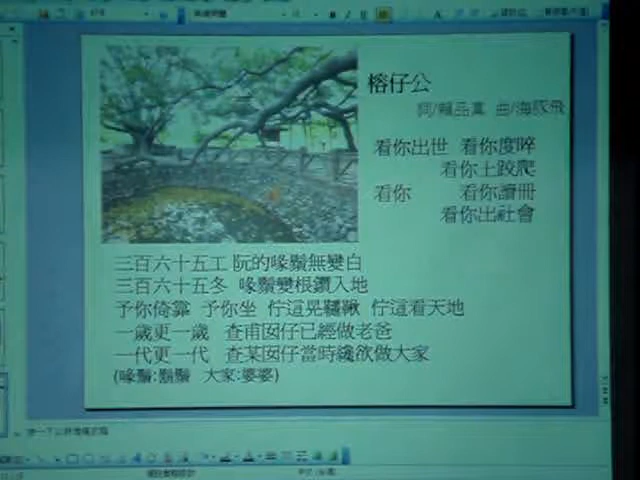 榕仔公
詞/賴品真 曲/海豚飛
看你出世 看你度晬
看你土跤爬
看你 看你讀冊
看你出社會
三百六十五工 阮的喙鬚無變白
三百六十五冬 喙鬚變根鑽入地
予你倚靠 予你坐 佇這晃韆鞦 佇這看天地
一歲更一歲 查甫囡仔已經做老爸
一代更一代 查某囡仔當時纔欲做大家
(喙鬚:鬍鬚 大家:婆婆)